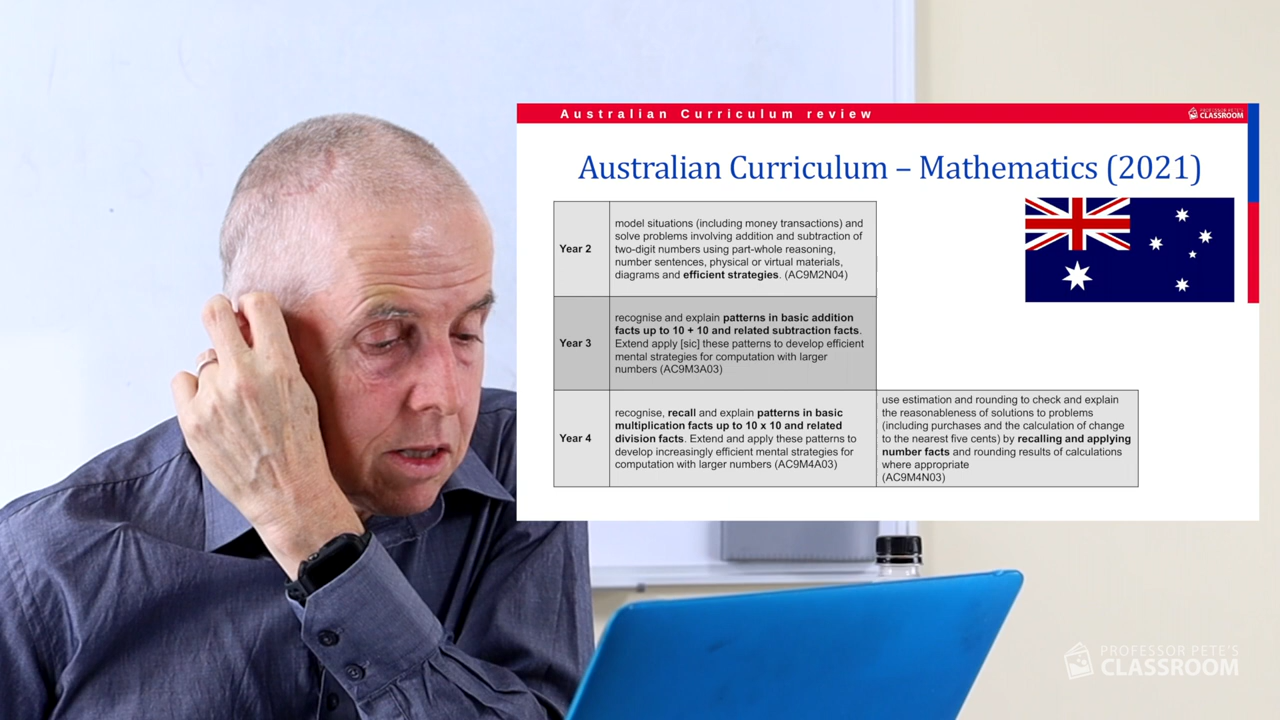 Australian Curriculum review
PROFESSOR PETE'S
CLASSROOM
Australian Curriculum – Mathematics (2021)
Year 2
model situations (including money transactions) and
solve problems involving addition and subtraction of
two-digit numbers using part-whole reasoning,
number sentences, physical or virtual materials,
diagrams and efficient strategies. (AC9M2N04)
Year 3
recognise and explain patterns in basic addition
facts up to 10 + 10 and related subtraction facts.
Extend apply [sic] these patterns to develop efficient
mental strategies for computation with larger
numbers (AC9M3A03)
Year 4
recognise, recall and explain patterns in basic
multiplication facts up to 10 x 10 and related
division facts. Extend and apply these patterns to
develop increasingly efficient mental strategies for
computation with larger numbers (AC9M4A03)
use estimation and rounding to check and explain
the reasonableness of solutions to problems
(including purchases and the calculation of change
to the nearest five cents) by recalling and applying
number facts and rounding results of calculations
where appropriate
(AC9M4N03)
PROFESSOR PETE'S
CLASSROOM